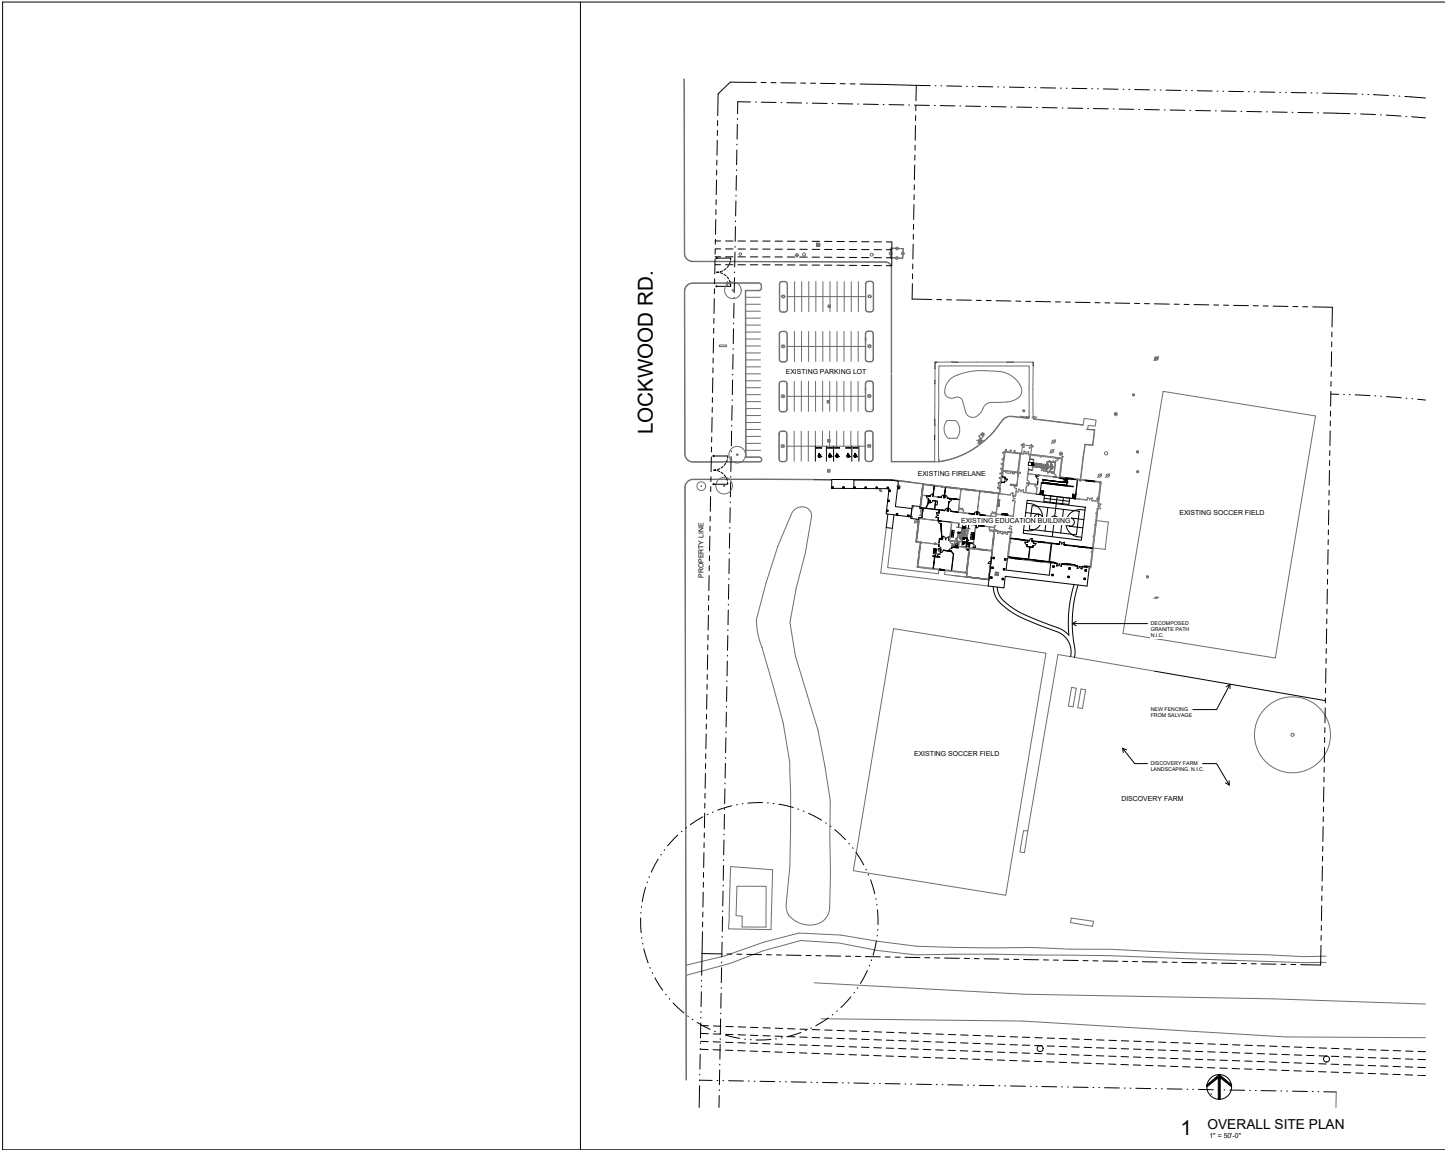 LOCKWOOD RD.
EXISTING PARKING LOT
EXISTING FIRELANE
EXISTING EDUCATION BUILDING
EXISTING SOCCER FIELD
PROPERTY LINE
DECOMPOSED
GRANITE PATH
N.I.C.
NEW FENCING
FROM SALVAGE
EXISTING SOCCER FIELD
DISCOVERY FARM
LANDSCAPING, N.I.C.
DISCOVERY FARM
1 OVERALL SITE PLAN
1" = 50'-0"